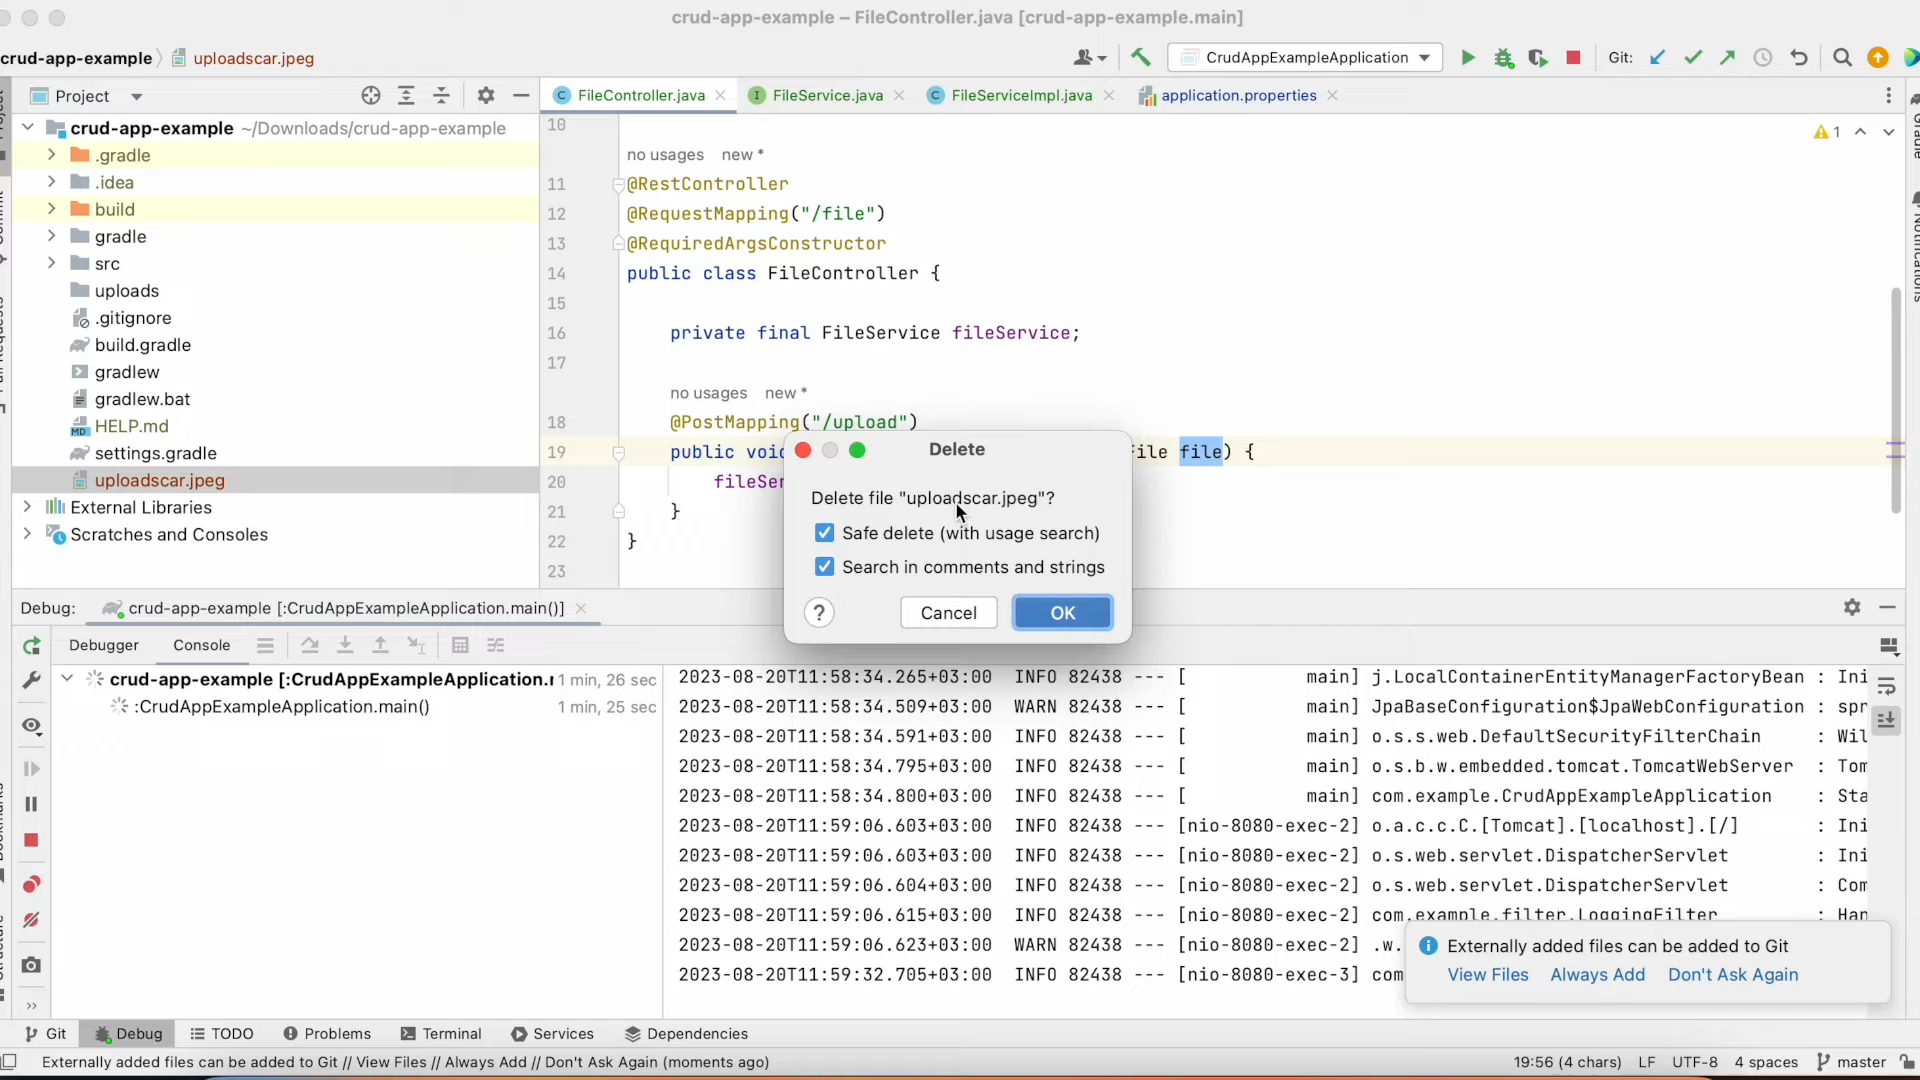 crud-app-example – FileController.java [crud-app-example.main]
crud-app-example uploadscar.jpeg
CrudAppExampleApplication
Git:
Project
FileController.java
FileService.java
FileServiceImpl.java
application.properties
crud-app-example ~/Downloads/crud-app-example
.gradle
.idea
build
gradle
src
uploads
.gitignore
build.gradle
gradlew
gradlew.bat
HELP.md
settings.gradle
uploadscar.jpeg
External Libraries
Scratches and Consoles
1
10
no usages new *
11 @RestController
12 @RequestMapping("/file")
13 @RequiredArgsConstructor
14 public class FileController {
15
16 private final FileService fileService;
17
no usages new *
18 @PostMapping("/upload")
19 public void File file) {
20 fileSer
21 }
22 }
23
Gradle
Notifications
Delete
Delete file "uploadscar.jpeg"?
Safe delete (with usage search)
Search in comments and strings
? Cancel OK
Debug: crud-app-example [:CrudAppExampleApplication.main()]
Debugger Console
crud-app-example [:CrudAppExampleApplication.r 1 min, 26 sec
:CrudAppExampleApplication.main() 1 min, 25 sec
2023-08-20T11:58:34.265+03:00 INFO 82438 --- [ main] j.LocalContainerEntityManagerFactoryBean : Ini
2023-08-20T11:58:34.509+03:00 WARN 82438 --- [ main] JpaBaseConfiguration$JpaWebConfiguration : spr
2023-08-20T11:58:34.591+03:00 INFO 82438 --- [ main] o.s.s.web.DefaultSecurityFilterChain : Wil
2023-08-20T11:58:34.795+03:00 INFO 82438 --- [ main] o.s.b.w.embedded.tomcat.TomcatWebServer : Tom
2023-08-20T11:58:34.800+03:00 INFO 82438 --- [ main] com.example.CrudAppExampleApplication : Sta
2023-08-20T11:59:06.603+03:00 INFO 82438 --- [nio-8080-exec-2] o.a.c.c.C.[Tomcat].[localhost].[/] : Ini
2023-08-20T11:59:06.603+03:00 INFO 82438 --- [nio-8080-exec-2] o.s.web.servlet.DispatcherServlet : Ini
2023-08-20T11:59:06.604+03:00 INFO 82438 --- [nio-8080-exec-2] o.s.web.servlet.DispatcherServlet : Com
2023-08-20T11:59:06.615+03:00 INFO 82438 --- [nio-8080-exec-2] com.example.filter.LoggingFilter : Han
2023-08-20T11:59:06.623+03:00 WARN 82438 --- [nio-8080-exec-2] .w.
2023-08-20T11:59:32.705+03:00 INFO 82438 --- [nio-8080-exec-3] com
Externally added files can be added to Git
View Files Always Add Don't Ask Again
Git Debug TODO Problems Terminal Services Dependencies
Externally added files can be added to Git // View Files // Always Add // Don't Ask Again (moments ago)
19:56 (4 chars) LF UTF-8 4 spaces master